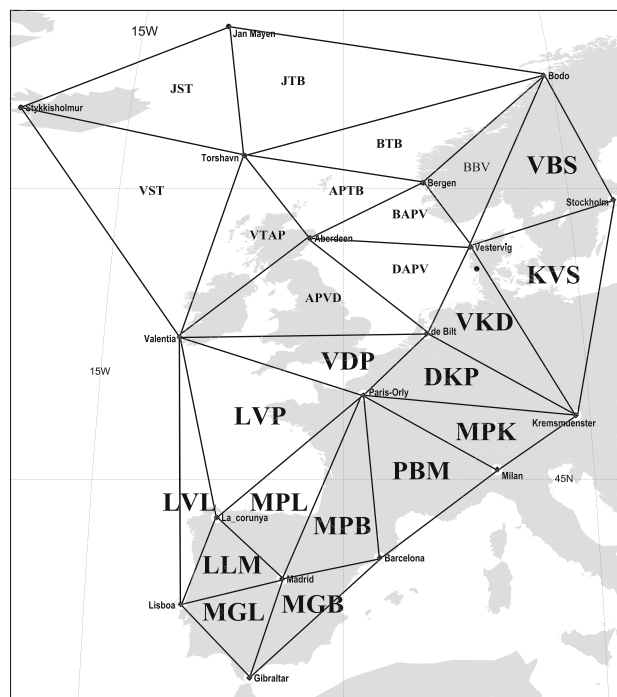 15W
Jan Mayen
Bodo
JST
JTB
Stykkisholmur
BTB
Torshavn
BBV
VBS
VST
APTB
Bergen
Stockholm
BAPV
VTAP
Aberdeen
Vestervig
DAPV
KVS
APVD
VKD
Valentia
de Bilt
VDP
15W
DKP
Paris-Orly
LVP
Kremsmuenster
MPK
PBM
Milan
45N
LVL
MPL
La_corunya
MPB
LLM
Barcelona
Madrid
Lisboa
MGL
MGB
Gibraltar